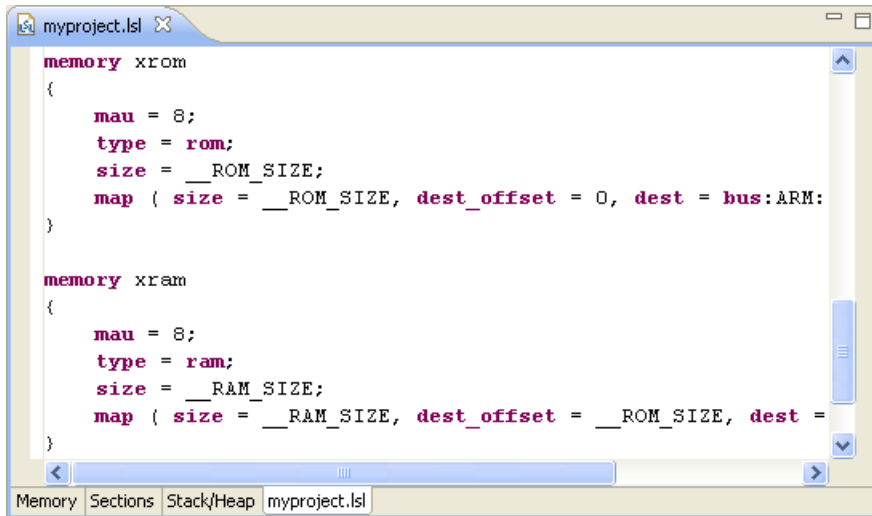 myproject.lsl
memory xrom
{
    mau = 8;
    type = rom;
    size = __ROM_SIZE;
    map ( size = __ROM_SIZE, dest_offset = 0, dest = bus:ARM:
}
memory xram
{
    mau = 8;
    type = ram;
    size = __RAM_SIZE;
    map ( size = __RAM_SIZE, dest_offset = __ROM_SIZE, dest =
}
Memory Sections Stack/Heap myproject.lsl